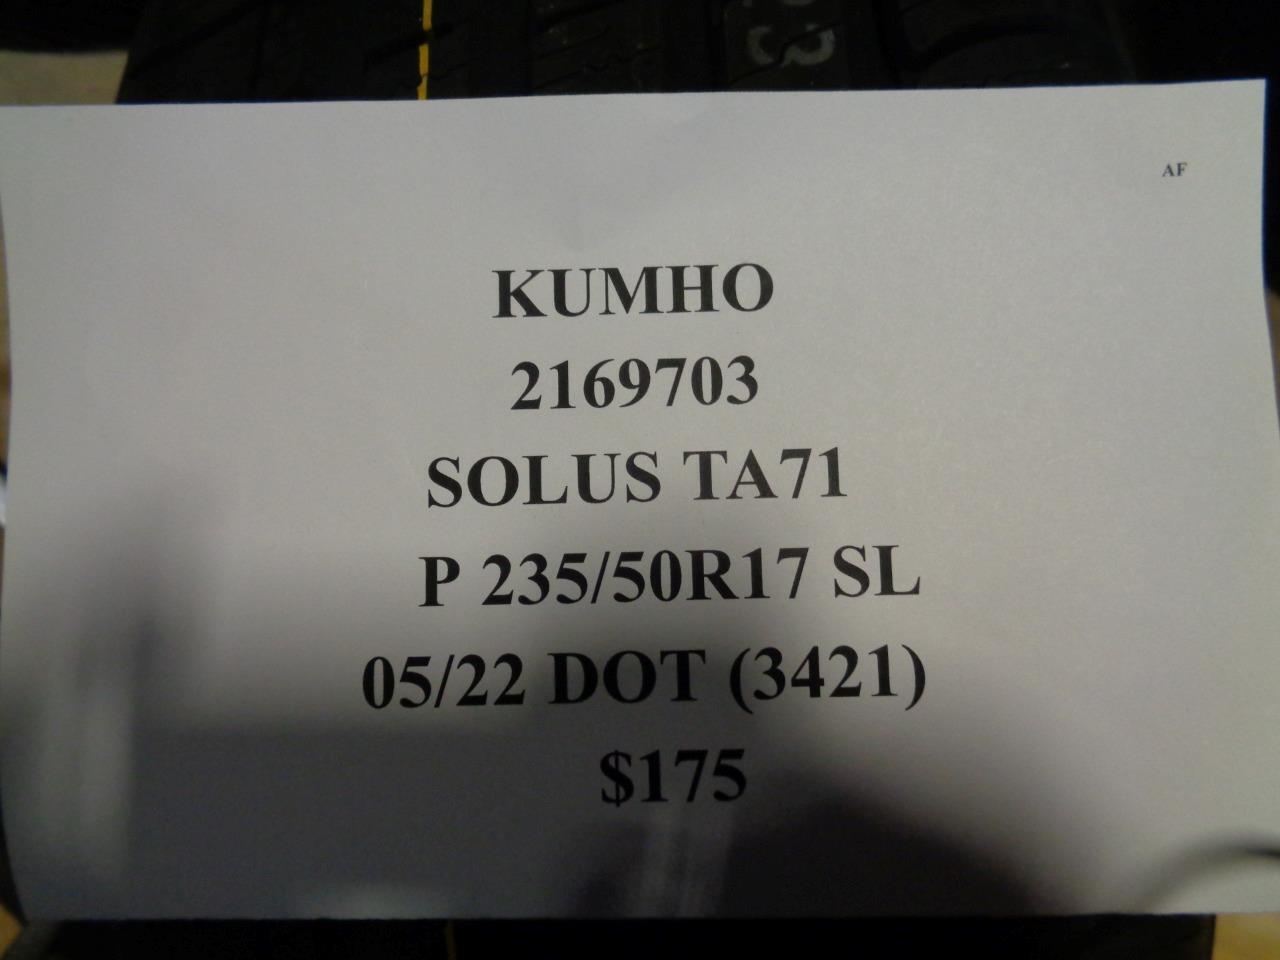 AF
KUMHO
2169703
SOLUS TA71
P 235/50R17 SL
05/22 DOT (3421)
$175